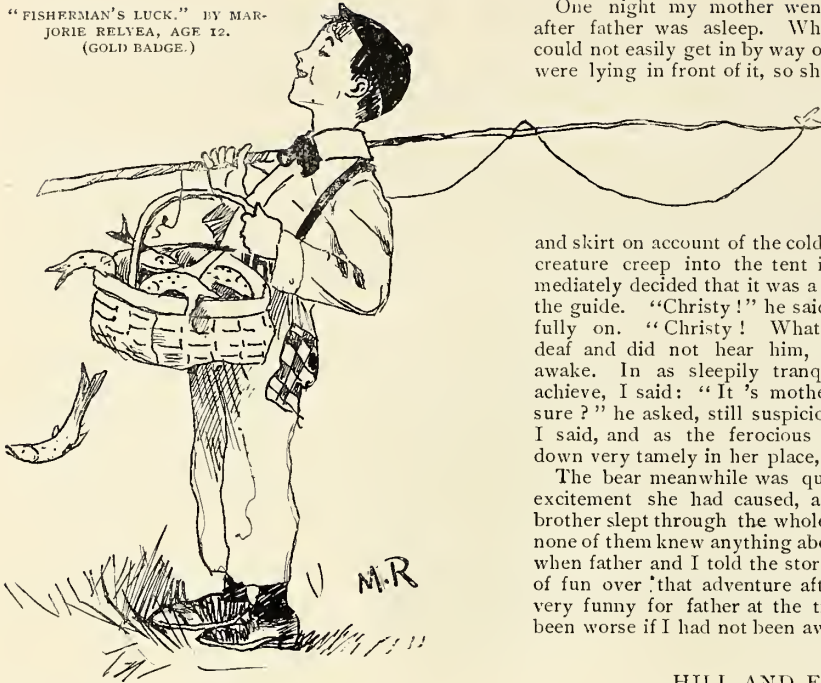 "FISHERMAN'S LUCK." BY MAR-
JORIE RELYEA, AGE 12.
(GOLD BADGE.)
M.R
One night my mother wen
after father was asleep. Wh
could not easily get in by way o
were lying in front of it, so sh
and skirt on account of the cold
creature creep into the tent i
mediately decided that it was a
the guide. "Christy!" he said
fully on. "Christy! What
deaf and did not hear him,
awake. In as sleepily tranq
achieve, I said: "It 's mothe
sure?" he asked, still suspicio
I said, and as the ferocious
down very tamely in her place,
The bear meanwhile was qu
excitement she had caused, a
brother slept through the whol
none of them knew anything abo
when father and I told the stor
of fun over that adventure aft
very funny for father at the t
been worse if I had not been aw
HILL AND